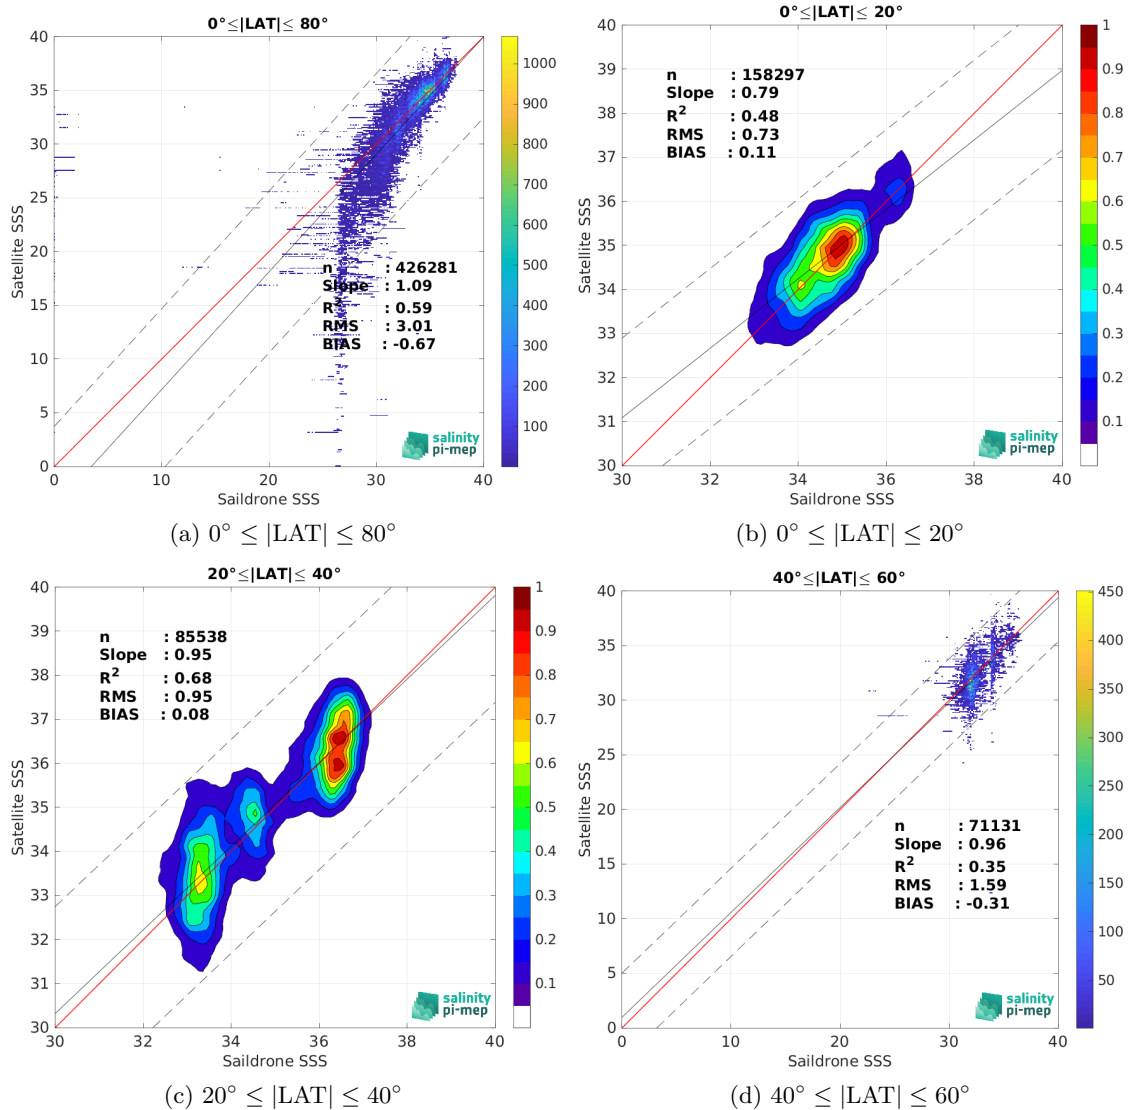 0°≤|LAT|≤ 80°
40
35
30
25
20
15
10
5
0
Satellite SSS
n : 426281
Slope : 1.09
R² : 0.59
RMS : 3.01
BIAS : -0.67
salinity
pi-mep
0 10 20 30 40
Saildrone SSS
1000
900
800
700
600
500
400
300
200
100
(a) 0° ≤ |LAT| ≤ 80°
0°≤|LAT|≤ 20°
40
39
38
37
36
35
34
33
32
31
30
Satellite SSS
n : 158297
Slope : 0.79
R² : 0.48
RMS : 0.73
BIAS : 0.11
salinity
pi-mep
30 32 34 36 38 40
Saildrone SSS
1
0.9
0.8
0.7
0.6
0.5
0.4
0.3
0.2
0.1
(b) 0° ≤ |LAT| ≤ 20°
20°≤|LAT|≤ 40°
40
39
38
37
36
35
34
33
32
31
30
Satellite SSS
n : 85538
Slope : 0.95
R² : 0.68
RMS : 0.95
BIAS : 0.08
salinity
pi-mep
30 32 34 36 38 40
Saildrone SSS
1
0.9
0.8
0.7
0.6
0.5
0.4
0.3
0.2
0.1
(c) 20° ≤ |LAT| ≤ 40°
40°≤|LAT|≤ 60°
40
35
30
25
20
15
10
5
0
Satellite SSS
n : 71131
Slope : 0.96
R² : 0.35
RMS : 1.59
BIAS : -0.31
salinity
pi-mep
0 10 20 30 40
Saildrone SSS
450
400
350
300
250
200
150
100
50
(d) 40° ≤ |LAT| ≤ 60°